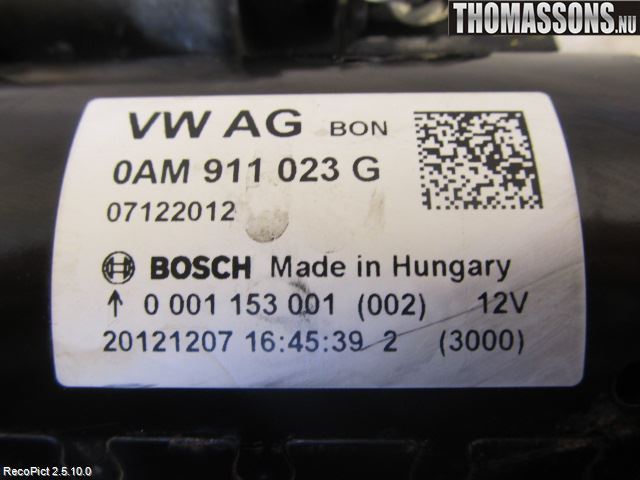 THOMASSONS.NU
VW AG BON
0AM 911 023 G
07122012
BOSCH Made in Hungary
↑ 0 001 153 001 (002) 12V
20121207 16:45:39 2 (3000)
RecoPict 2.5.10.0